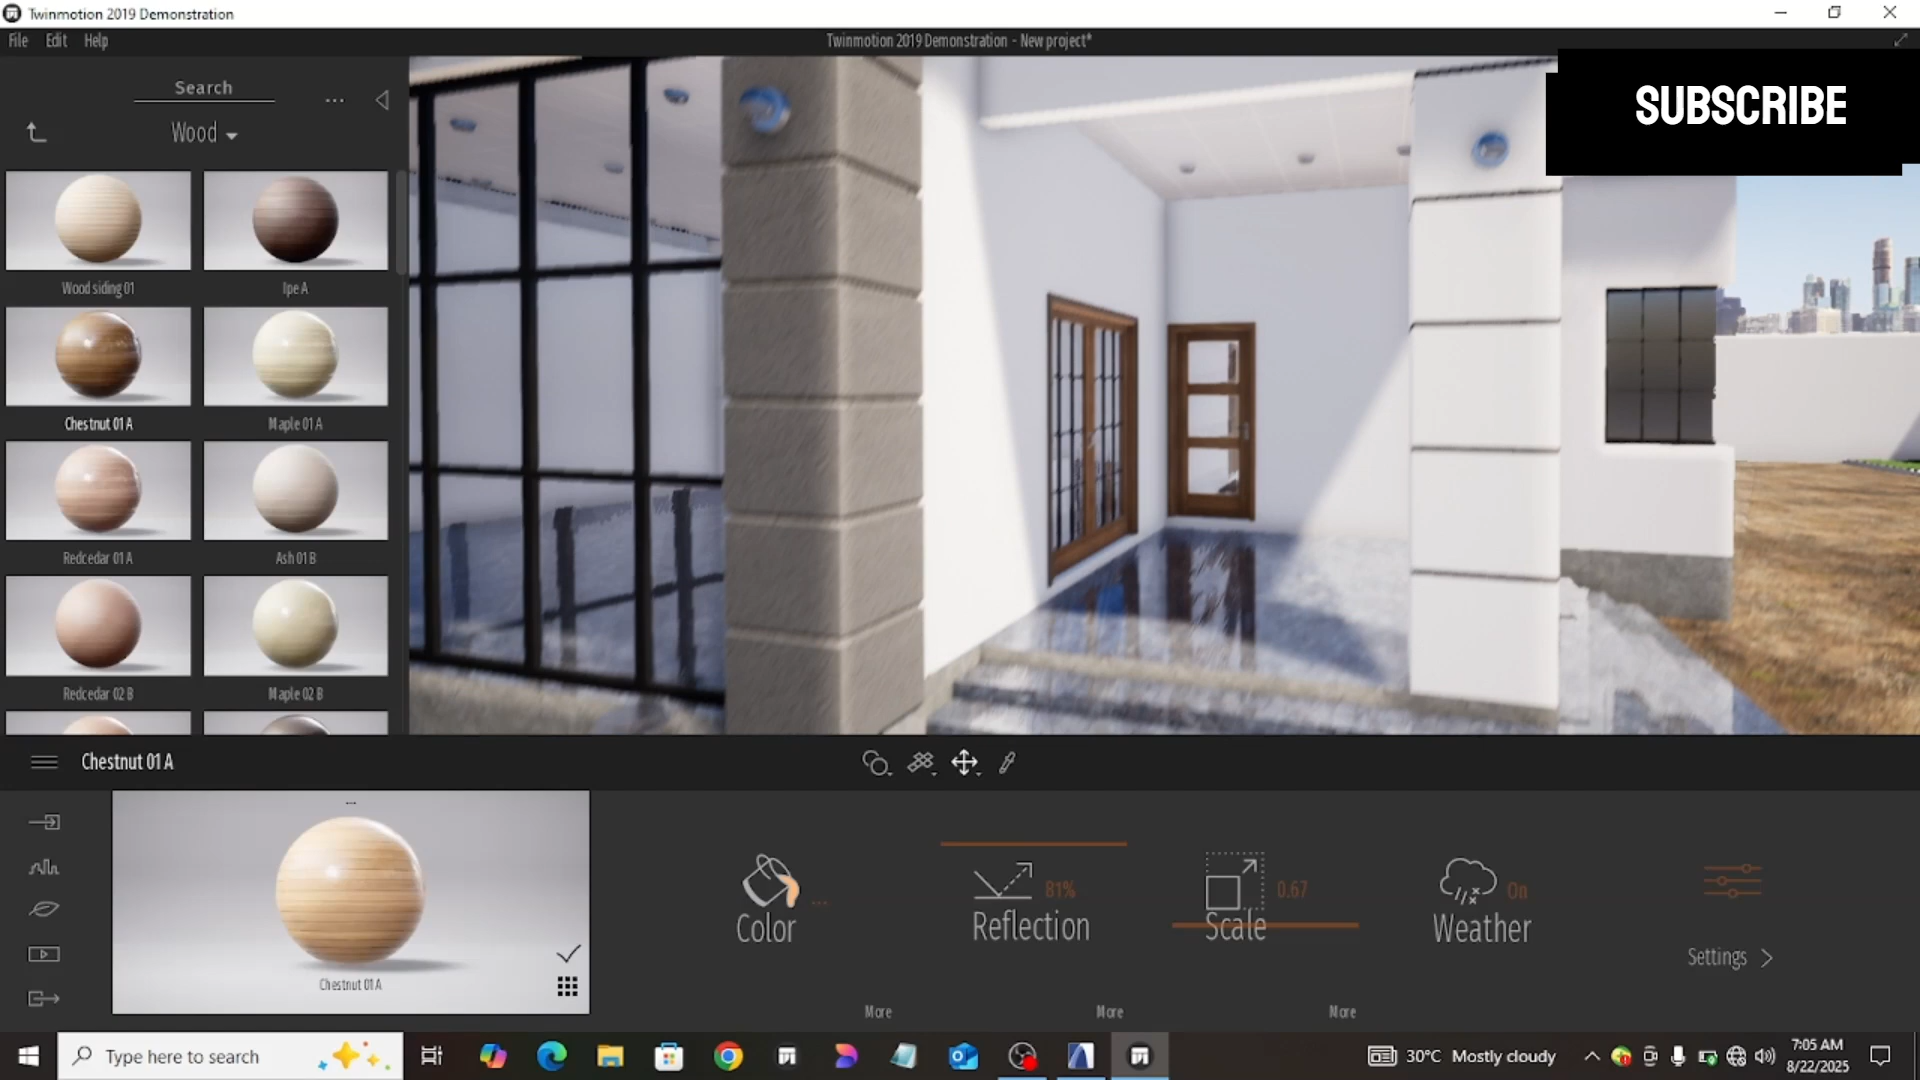 Twinmotion 2019 Demonstration
File Edit Help
Twinmotion 2019 Demonstration - New project*
SUBSCRIBE
Search
Wood
Wood siding 01
Ipe A
Chestnut 01 A
Maple 01 A
Redcedar 01 A
Ash 01 B
Redcedar 02 B
Maple 02 B
Chestnut 01 A
Chestnut 01 A
Color
...
81%
Reflection
0.67
Scale
On
Weather
Settings
More
More
More
Type here to search
30°C Mostly cloudy
7:05 AM
8/22/2025